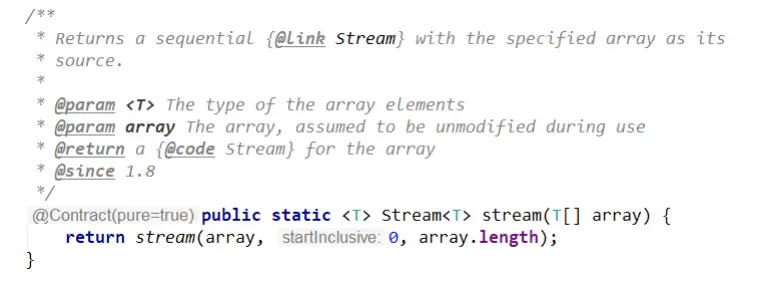 /**
 * Returns a sequential {@link Stream} with the specified array as its
 * source.
 *
 * @param <T> The type of the array elements
 * @param array The array, assumed to be unmodified during use
 * @return a {@code Stream} for the array
 * @since 1.8
 */
@Contract(pure=true) public static <T> Stream<T> stream(T[] array) {
    return stream(array, startInclusive: 0, array.length);
}